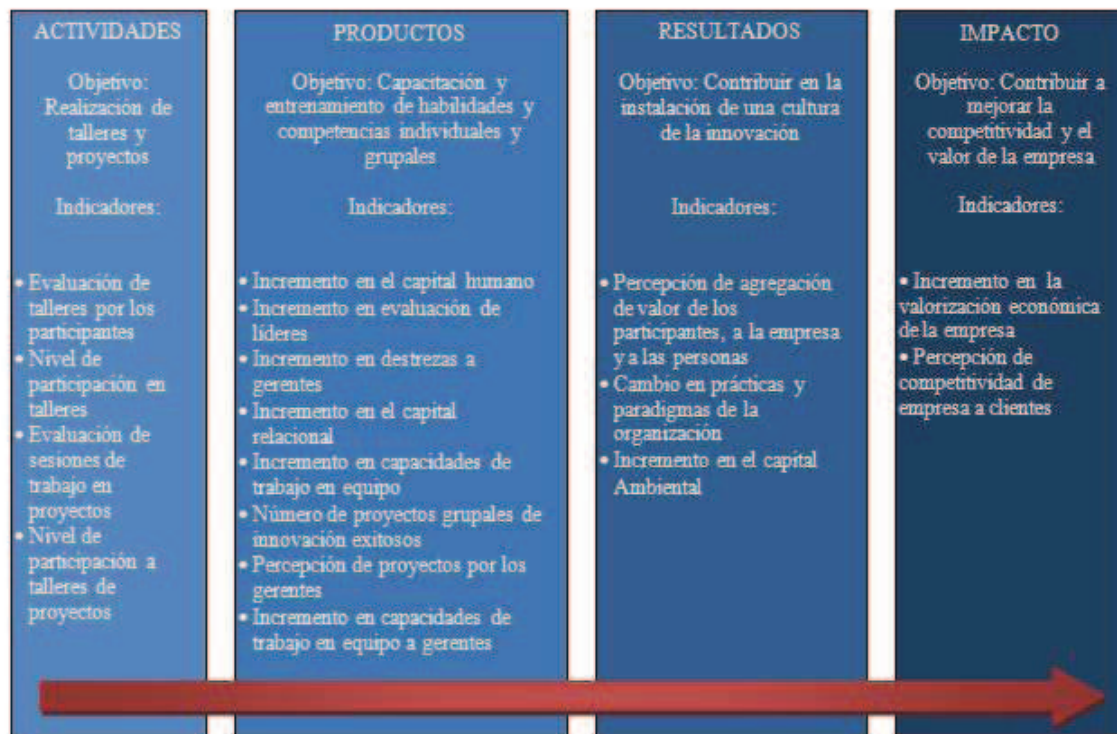 ACTIVIDADES
Objetivo:
Realización de
talleres y
proyectos
Indicadores:
• Evaluación de
talleres por los
participantes
• Nivel de
participación en
talleres
• Evaluación de
sesiones de
trabajo en
proyectos
• Nivel de
participación a
talleres de
proyectos
PRODUCTOS
Objetivo: Capacitación y
entrenamiento de habilidades y
competencias individuales y
grupales
Indicadores:
• Incremento en el capital humano
• Incremento en evaluación de
líderes
• Incremento en destrezas a
gerentes
• Incremento en el capital
relacional
• Incremento en capacidades de
trabajo en equipo
• Número de proyectos grupales de
innovación exitosos
• Percepción de proyectos por los
gerentes
• Incremento en capacidades de
trabajo en equipo a gerentes
RESULTADOS
Objetivo: Contribuir en la
instalación de una cultura
de la innovación
Indicadores:
• Percepción de agregación
de valor de los
participantes, a la empresa
y a las personas
• Cambio en prácticas y
paradigmas de la
organización
• Incremento en el capital
Ambiental
IMPACTO
Objetivo: Contribuir a
mejorar la
competitividad y el
valor de la empresa
Indicadores:
• Incremento en la
valorización económica
de la empresa
• Percepción de
competitividad de
empresa a clientes